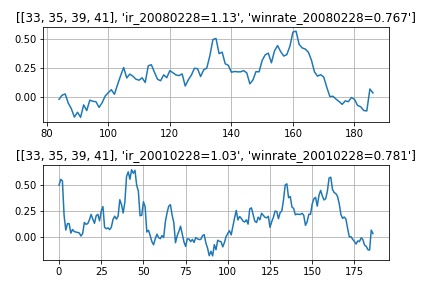 [[33, 35, 39, 41], 'ir_20080228=1.13', 'winrate_20080228=0.767']
0.50
0.25
0.00
80 100 120 140 160 180
[[33, 35, 39, 41], 'ir_20010228=1.03', 'winrate_20010228=0.781']
0.50
0.25
0.00
0 25 50 75 100 125 150 175